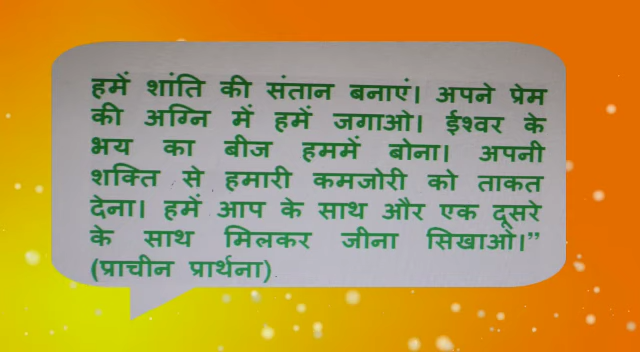 हमें शांति की संतान बनाएं। अपने प्रेम
की अग्नि में हमें जगाओ। ईश्वर के
भय का बीज हममें बोना। अपनी
शक्ति से हमारी कमजोरी को ताकत
देना। हमें आप के साथ और एक दूसरे
के साथ मिलकर जीना सिखाओ।”
(प्राचीन प्रार्थना)